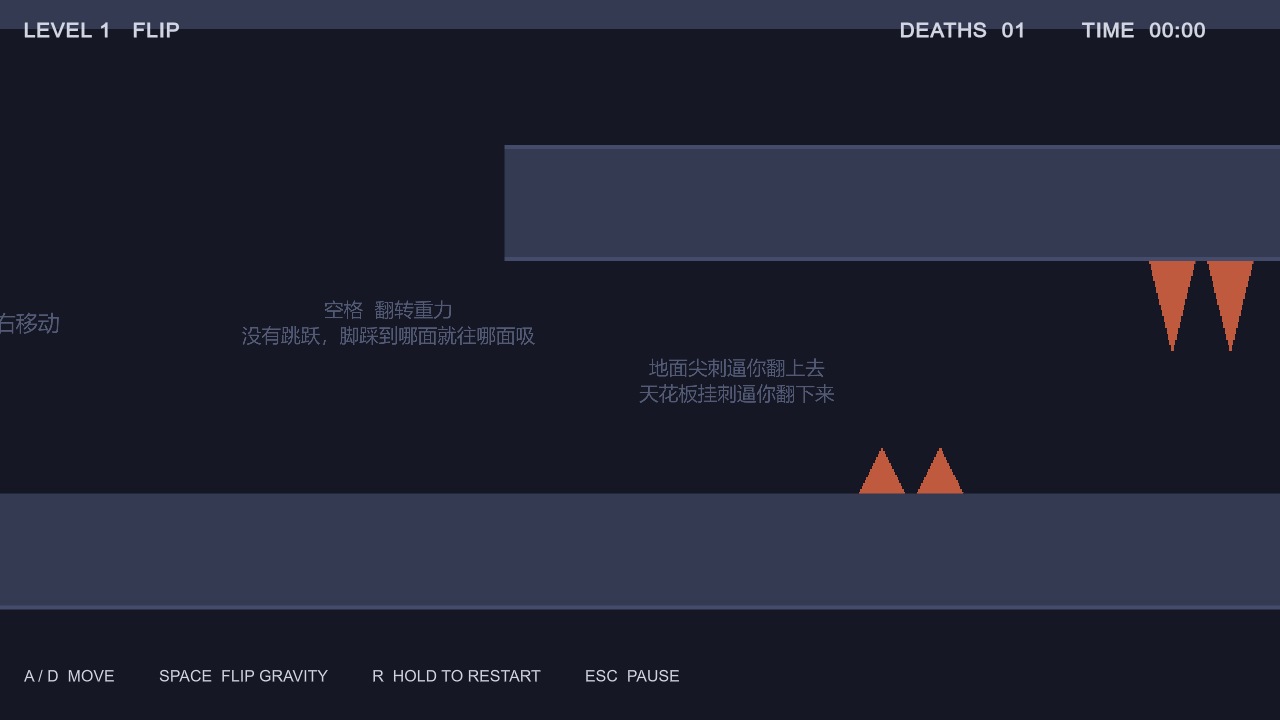 LEVEL 1 FLIP
DEATHS 01
TIME 00:00
空格 翻转重力
右移动
没有跳跃，脚踩到哪面就往哪面吸
地面尖刺逼你翻上去
天花板挂刺逼你翻下来
A / D MOVE
SPACE FLIP GRAVITY
R HOLD TO RESTART
ESC PAUSE